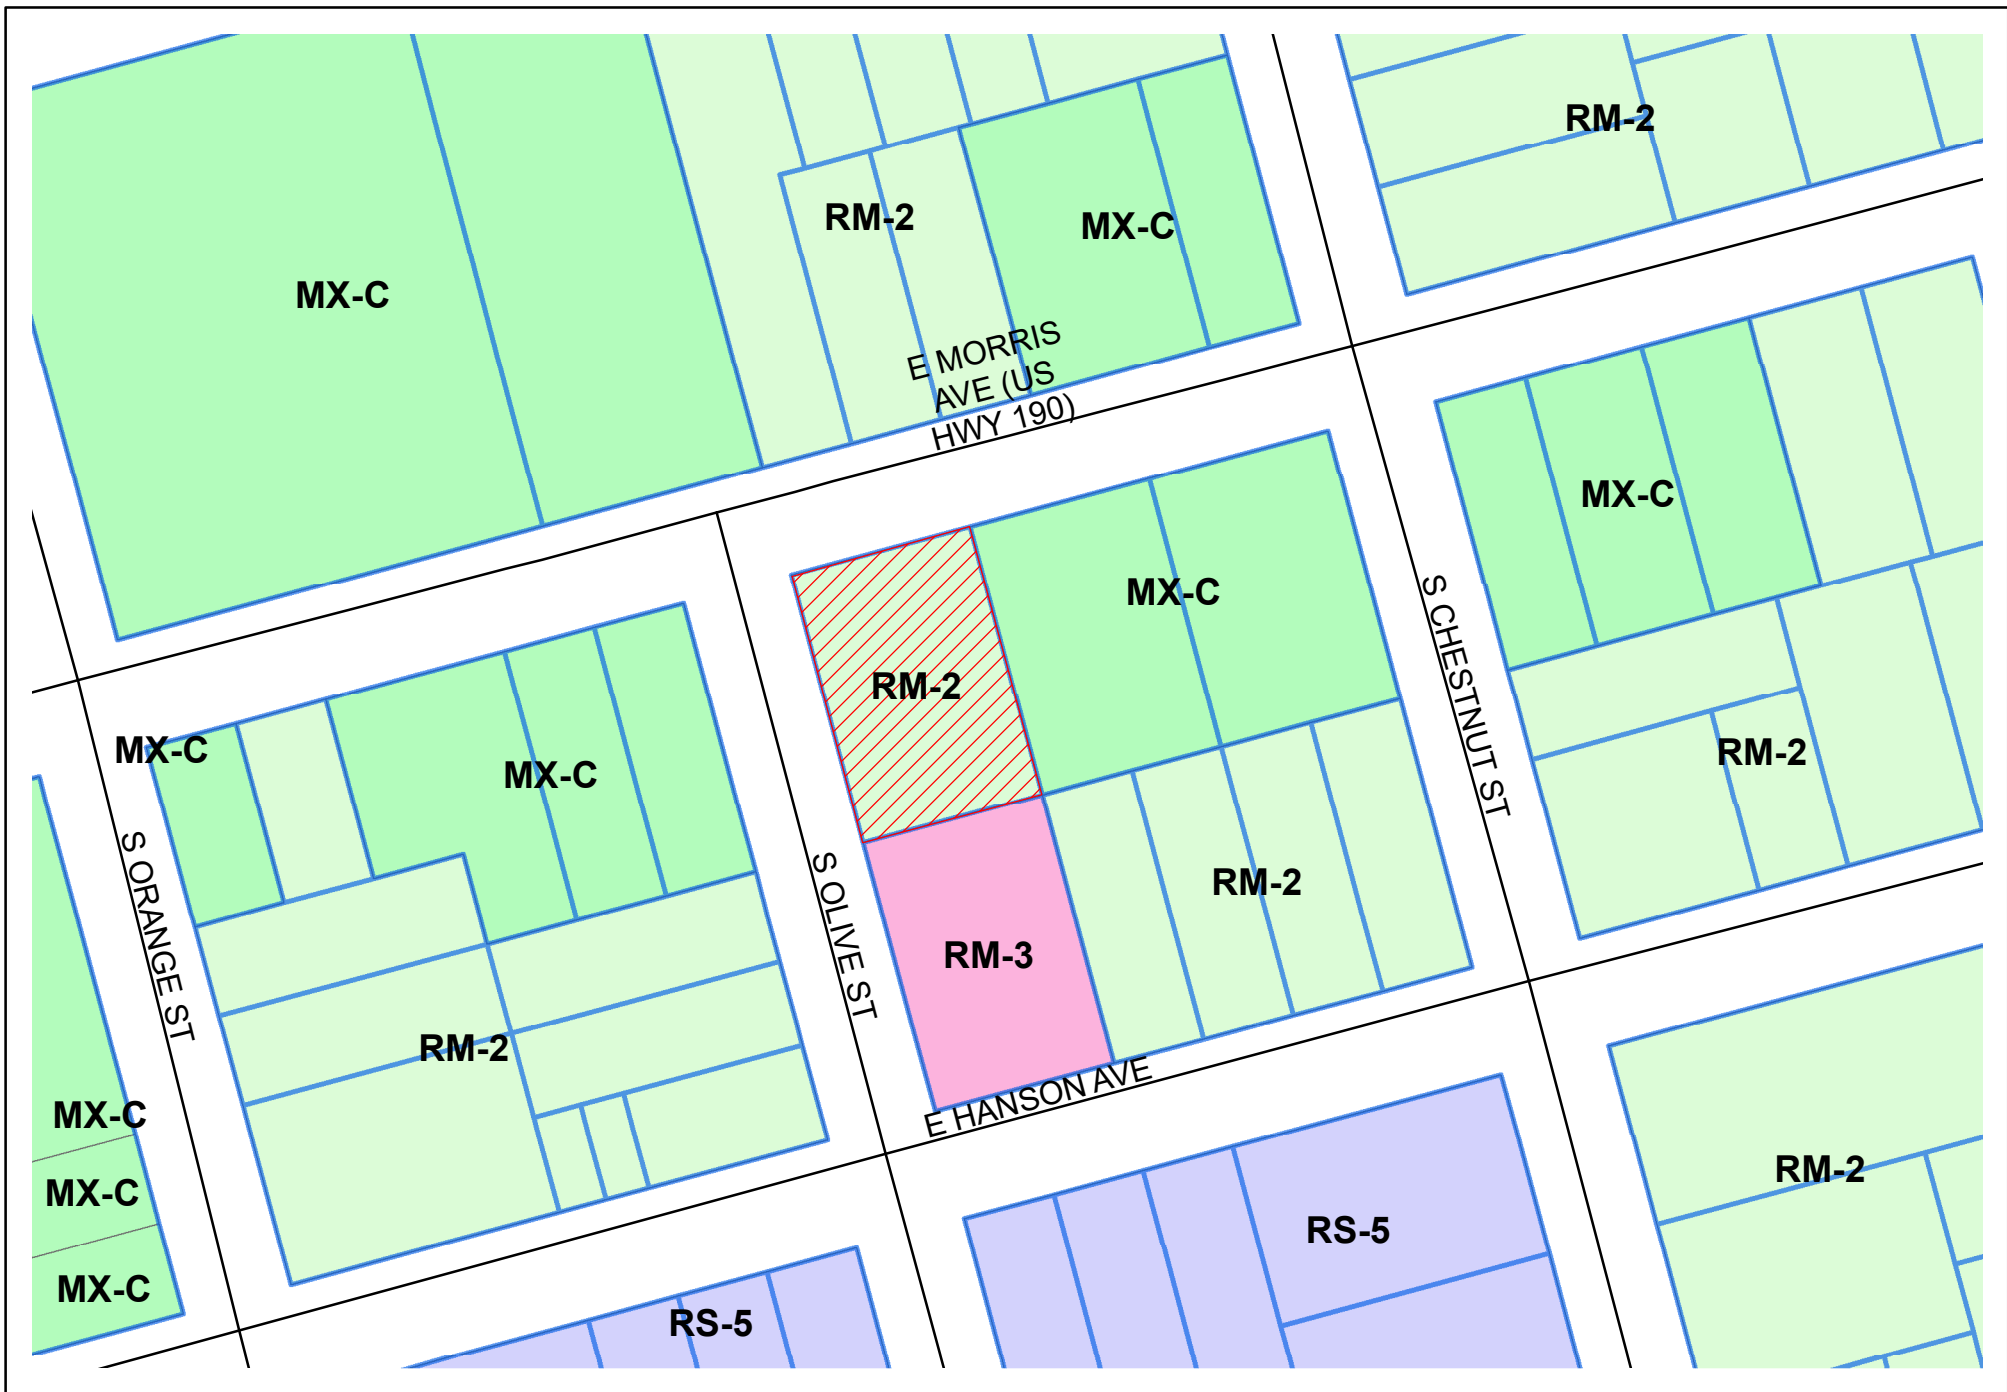 RM-2
RM-2
MX-C
MX-C
E MORRIS
AVE (US
HWY 190)
MX-C
MX-C
RM-2
MX-C
MX-C
RM-2
S CHESTNUT ST
S ORANGE ST
S OLIVE ST
RM-2
RM-3
RM-2
E HANSON AVE
MX-C
MX-C
MX-C
RM-2
RS-5
RS-5